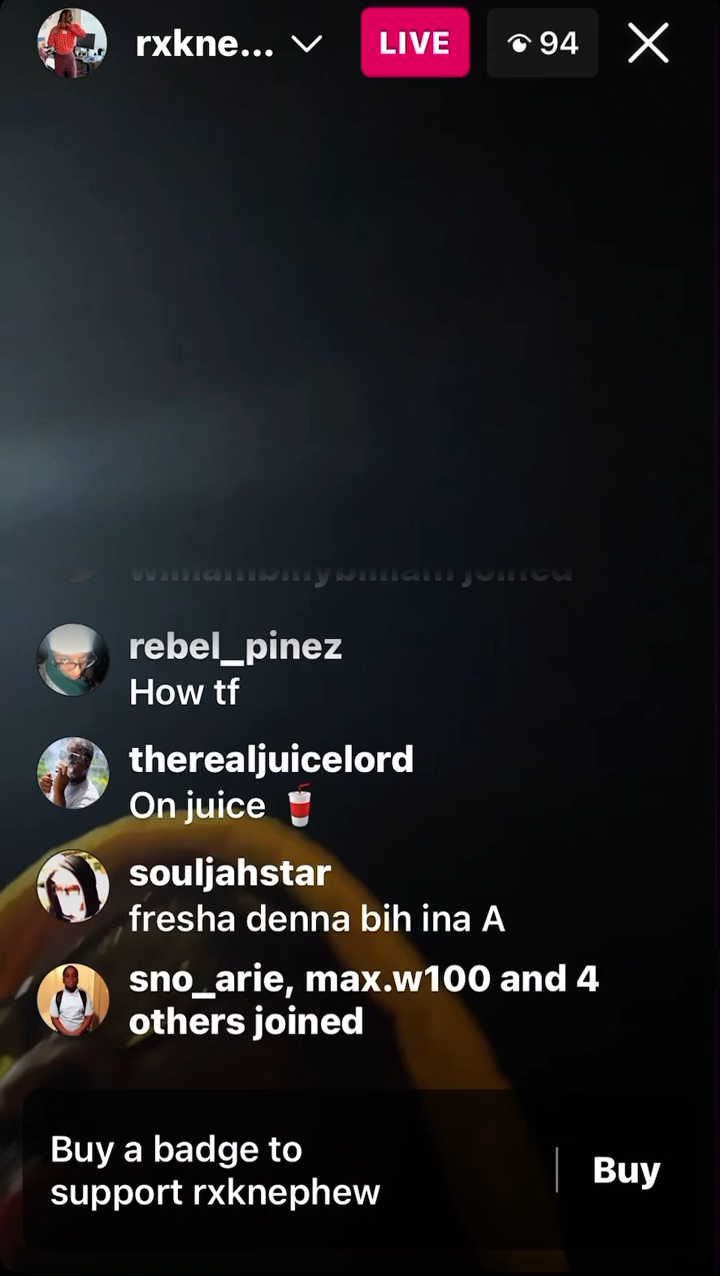 rxkne...
LIVE
94
joined
rebel_pinez
How tf
therealjuicelord
On juice 🥤
souljahstar
fresha denna bih ina A
sno_arie, max.w100 and 4
others joined
Buy a badge to
support rxknephew
Buy